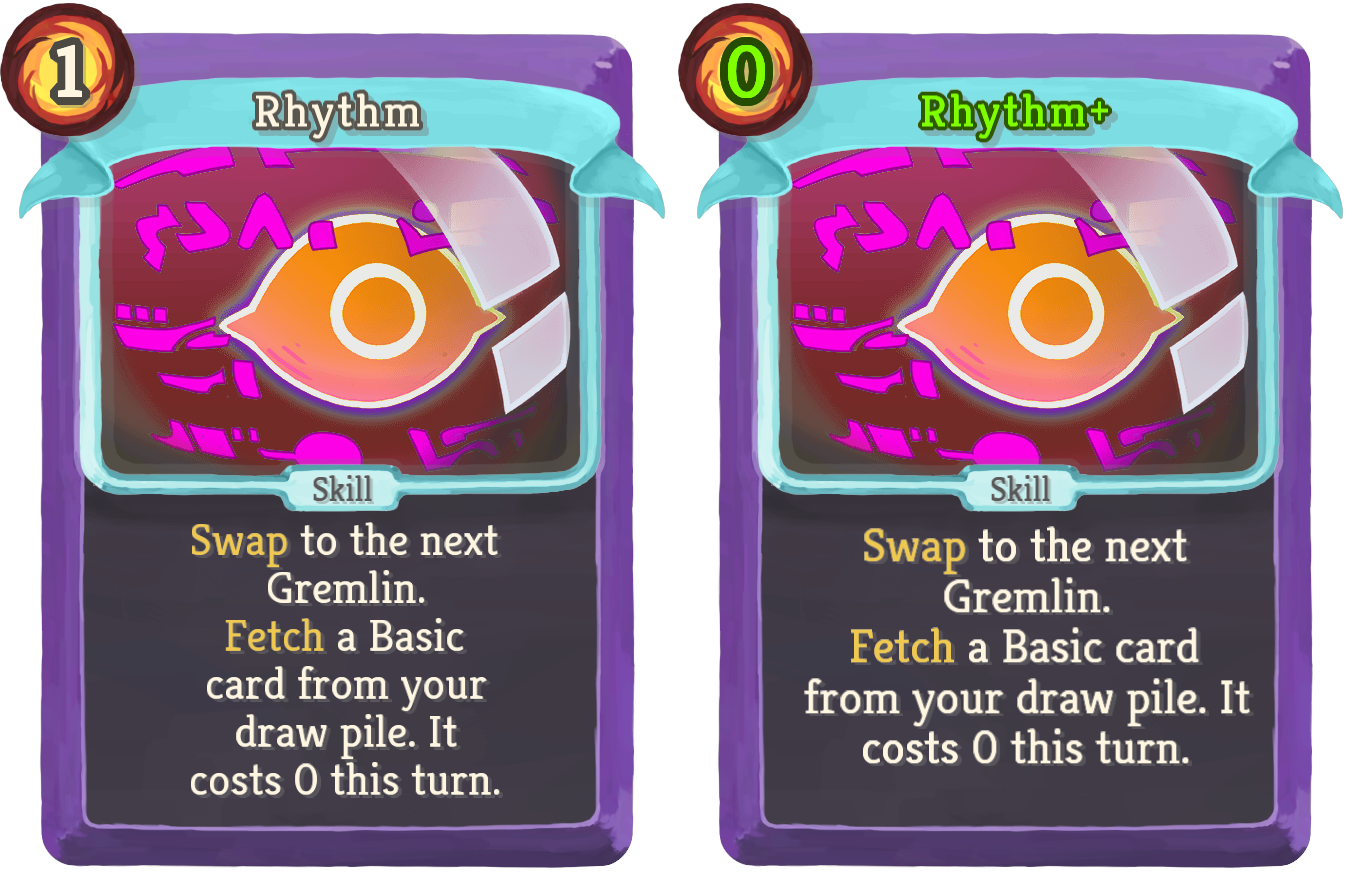 1
Rhythm
Skill
Swap to the next
Gremlin.
Fetch a Basic
card from your
draw pile. It
costs 0 this turn.
0
Rhythm+
Skill
Swap to the next
Gremlin.
Fetch a Basic card
from your draw pile. It
costs 0 this turn.